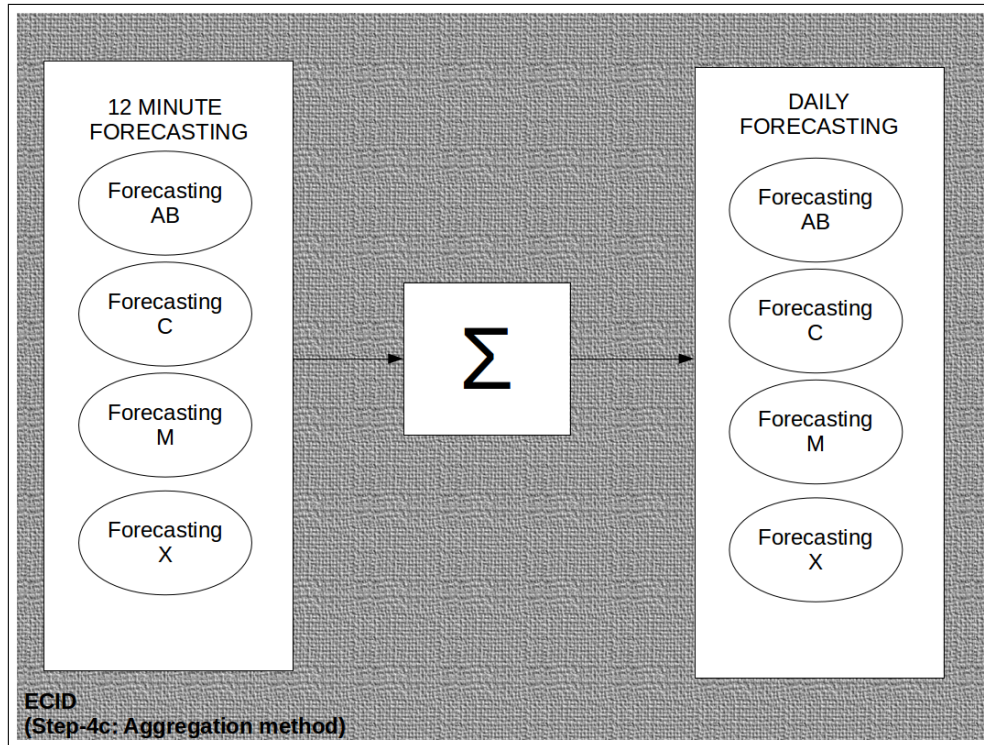 12 MINUTE
FORECASTING
Forecasting
AB
Forecasting
C
Forecasting
M
Forecasting
X
Σ
DAILY
FORECASTING
Forecasting
AB
Forecasting
C
Forecasting
M
Forecasting
X
ECID
(Step-4c: Aggregation method)